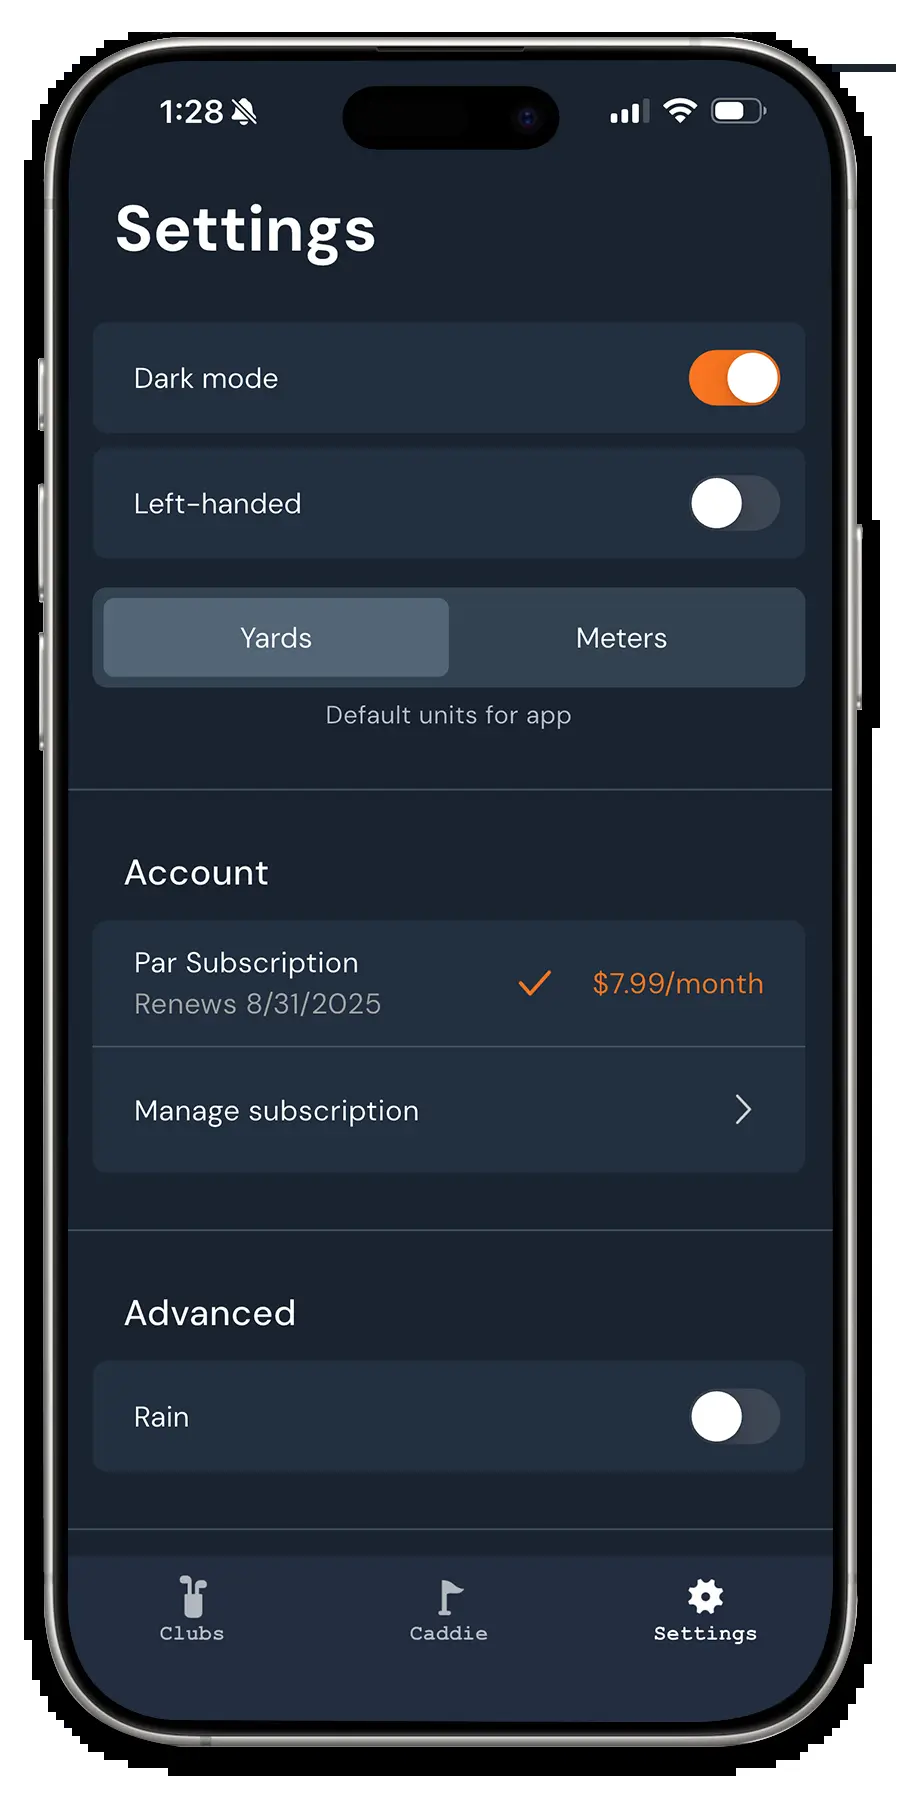 1:28
Settings
Dark mode
Left-handed
Yards Meters
Default units for app
Account
Par Subscription
Renews 8/31/2025
$7.99/month
Manage subscription
Advanced
Rain
Clubs Caddie Settings